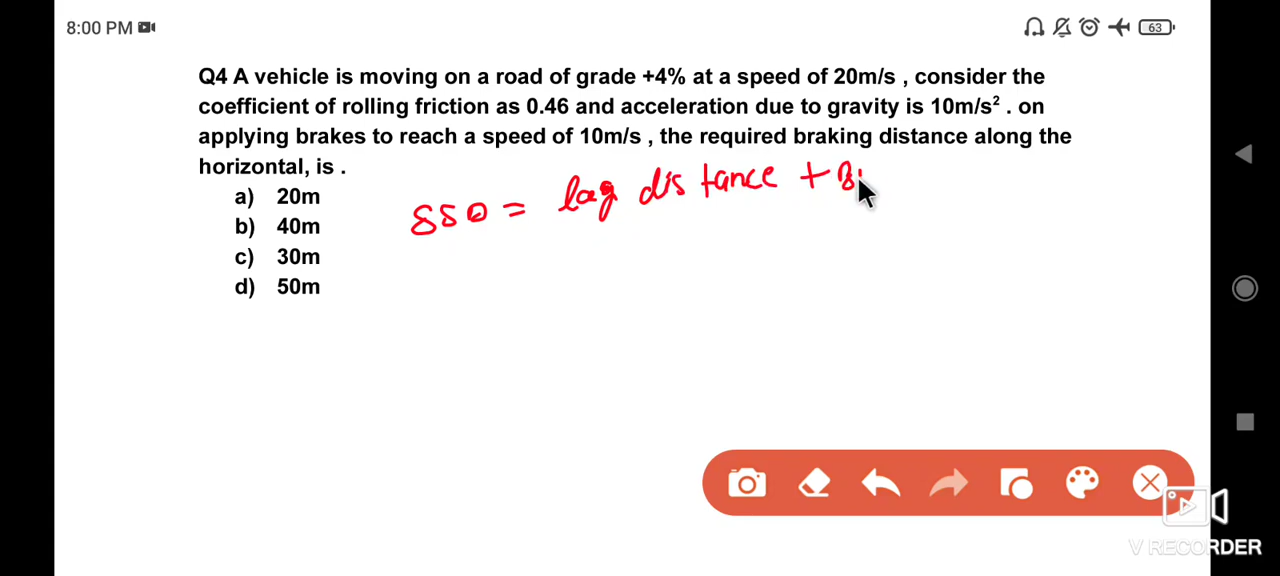 8:00 PM
63
Q4 A vehicle is moving on a road of grade +4% at a speed of 20m/s , consider the
coefficient of rolling friction as 0.46 and acceleration due to gravity is 10m/s² . on
applying brakes to reach a speed of 10m/s , the required braking distance along the
horizontal, is .
a) 20m
b) 40m
c) 30m
d) 50m
SSD = lag distance +
V RECORDER